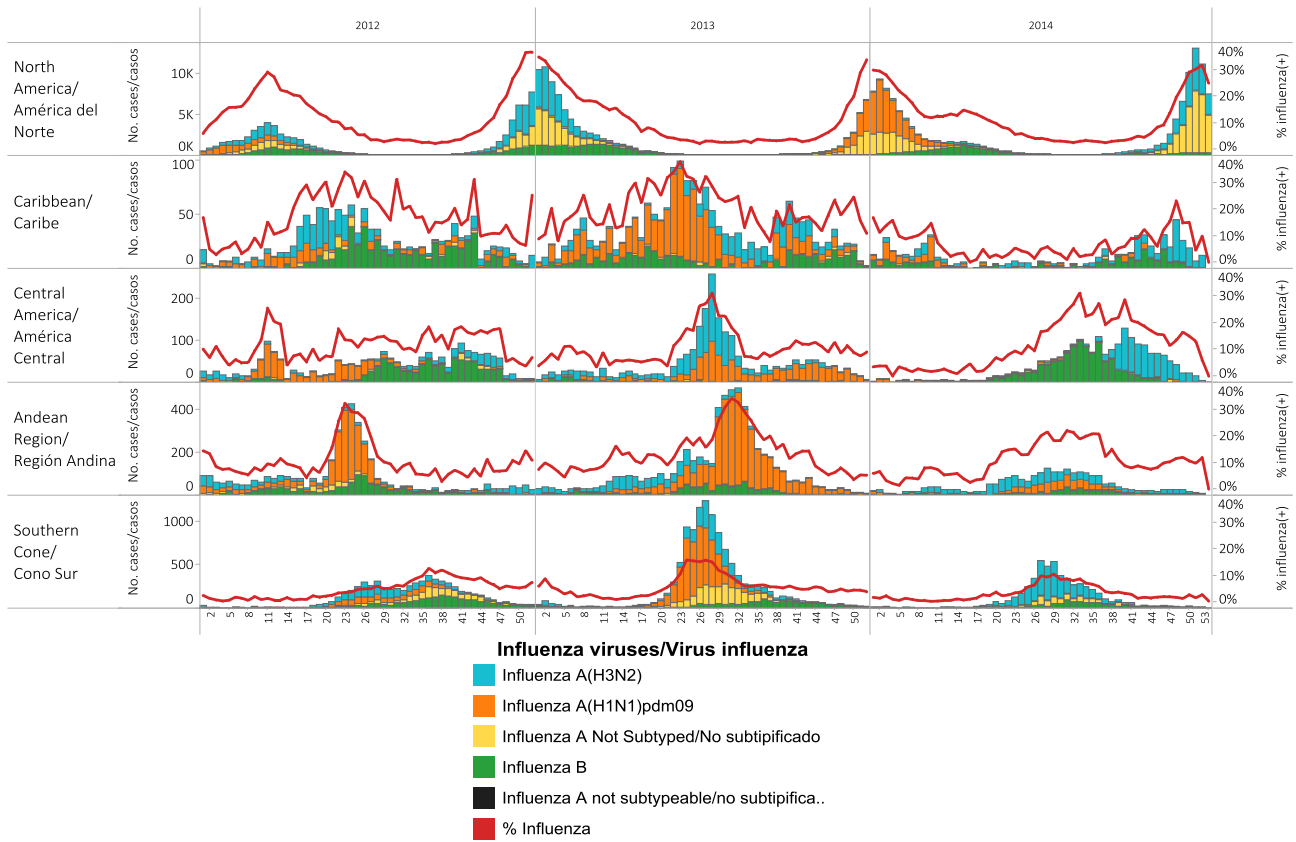 2012 2013 2014
North
America/
América del
Norte
No. cases/casos
10K
5K
0K
40%
30%
20%
10%
0%
% influenza(+)
Caribbean/
Caribe
No. cases/casos
100
50
0
40%
30%
20%
10%
0%
% influenza(+)
Central
America/
América
Central
No. cases/casos
200
100
0
40%
30%
20%
10%
0%
% influenza(+)
Andean
Region/
Región Andina
No. cases/casos
400
200
0
40%
30%
20%
10%
0%
% influenza(+)
Southern
Cone/
Cono Sur
No. cases/casos
1000
500
0
40%
30%
20%
10%
0%
% influenza(+)
2 5 8 11 14 17 20 23 26 29 32 35 38 41 44 47 50 2 5 8 11 14 17 20 23 26 29 32 35 38 41 44 47 50 2 5 8 11 14 17 20 23 26 29 32 35 38 41 44 47 50 53
Influenza viruses/Virus influenza
Influenza A(H3N2)
Influenza A(H1N1)pdm09
Influenza A Not Subtyped/No subtipificado
Influenza B
Influenza A not subtypeable/no subtipifica..
% Influenza